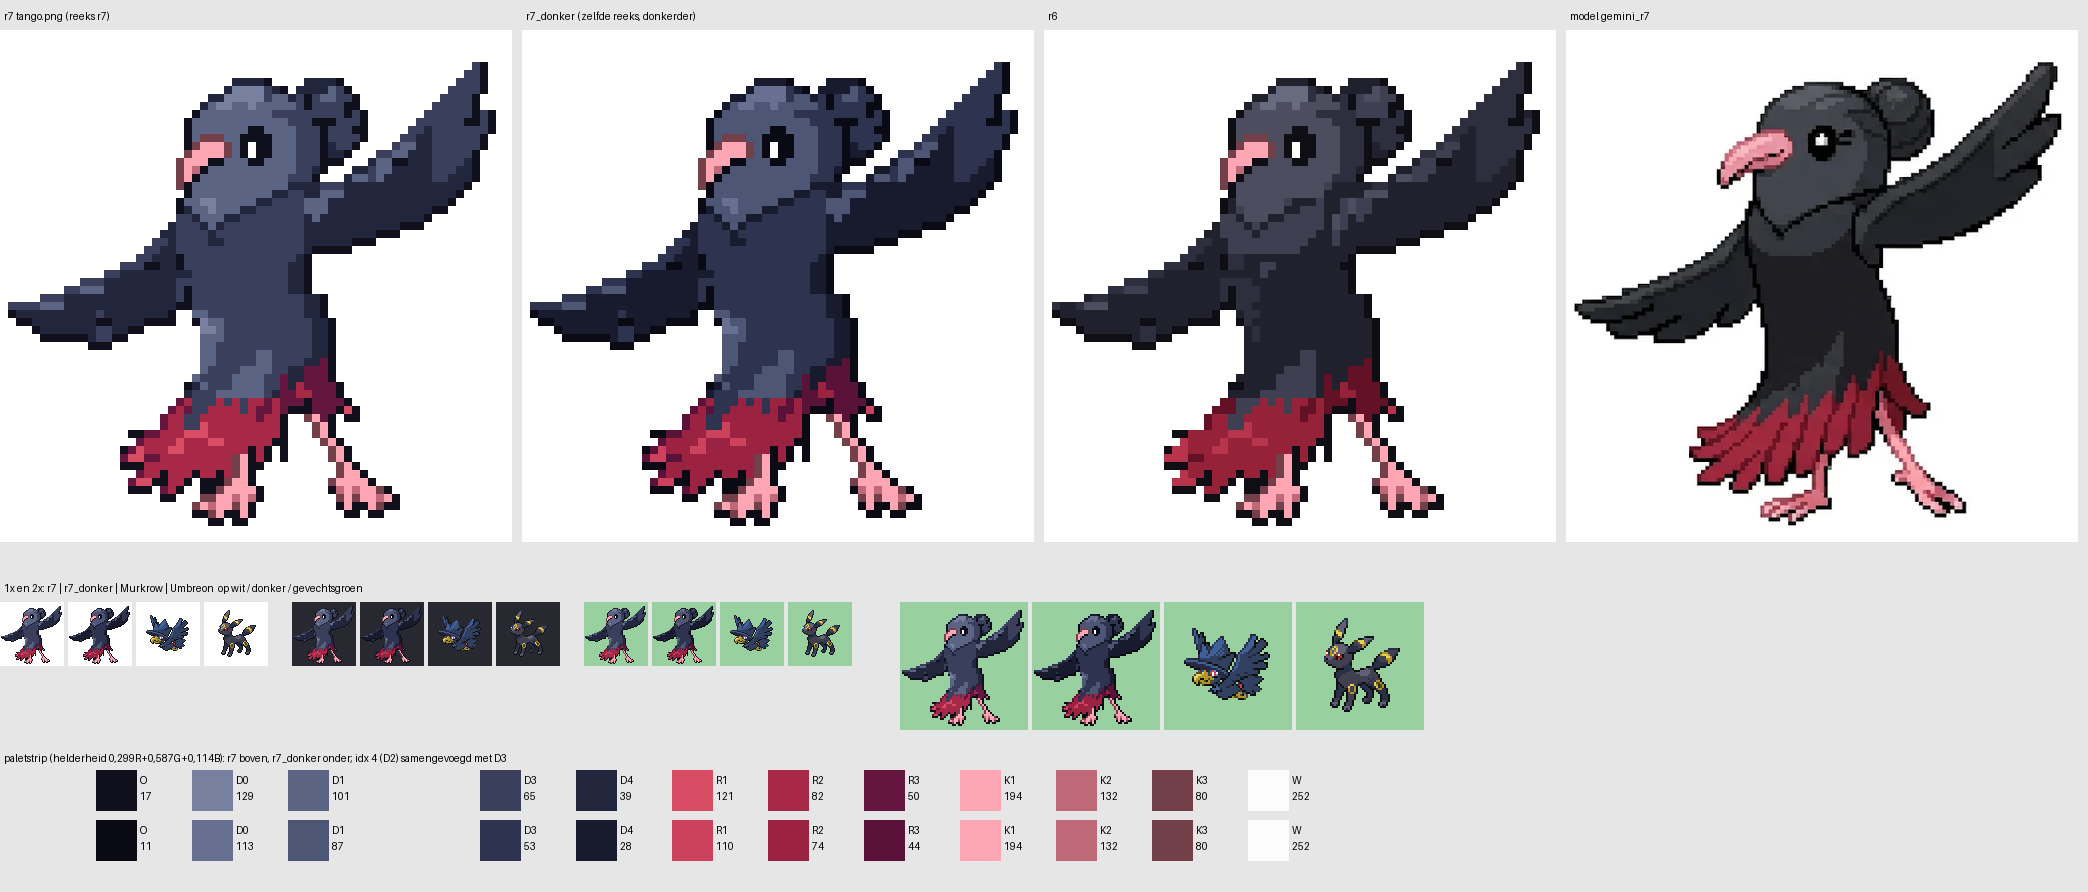 r7 tango.png (reeks r7)
r7_donker (zelfde reeks, donkerder)
r6
model gemini_r7
1x en 2x: r7 | r7_donker | Murkrow | Umbreon op wit / donker / gevechtsgroen
paletstrip (helderheid 0,299R+0,587G+0,114B): r7 boven, r7_donker onder; idx 4 (D2) samengevoegd met D3
O D0 D1 D3 D4 R1 R2 R3 K1 K2 K3 W
17 129 101 65 39 121 82 50 194 132 80 252
O D0 D1 D3 D4 R1 R2 R3 K1 K2 K3 W
11 113 87 53 28 110 74 44 194 132 80 252